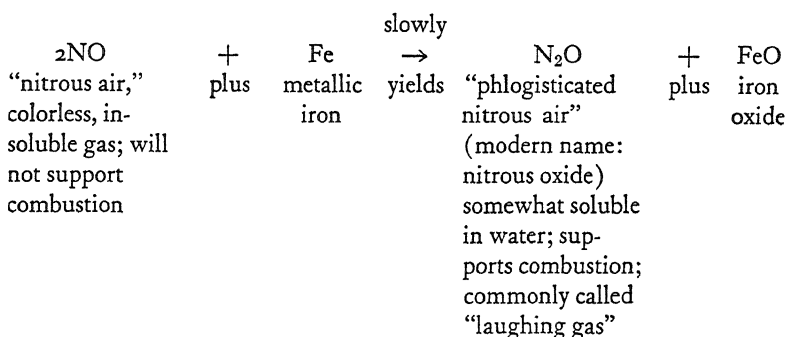 slowly
2NO + Fe → N₂O + FeO
"nitrous air," plus metallic yields "phlogisticated plus iron
colorless, in- iron nitrous air" oxide
soluble gas; will (modern name:
not support nitrous oxide)
combustion somewhat soluble
in water; sup-
ports combustion;
commonly called
"laughing gas"